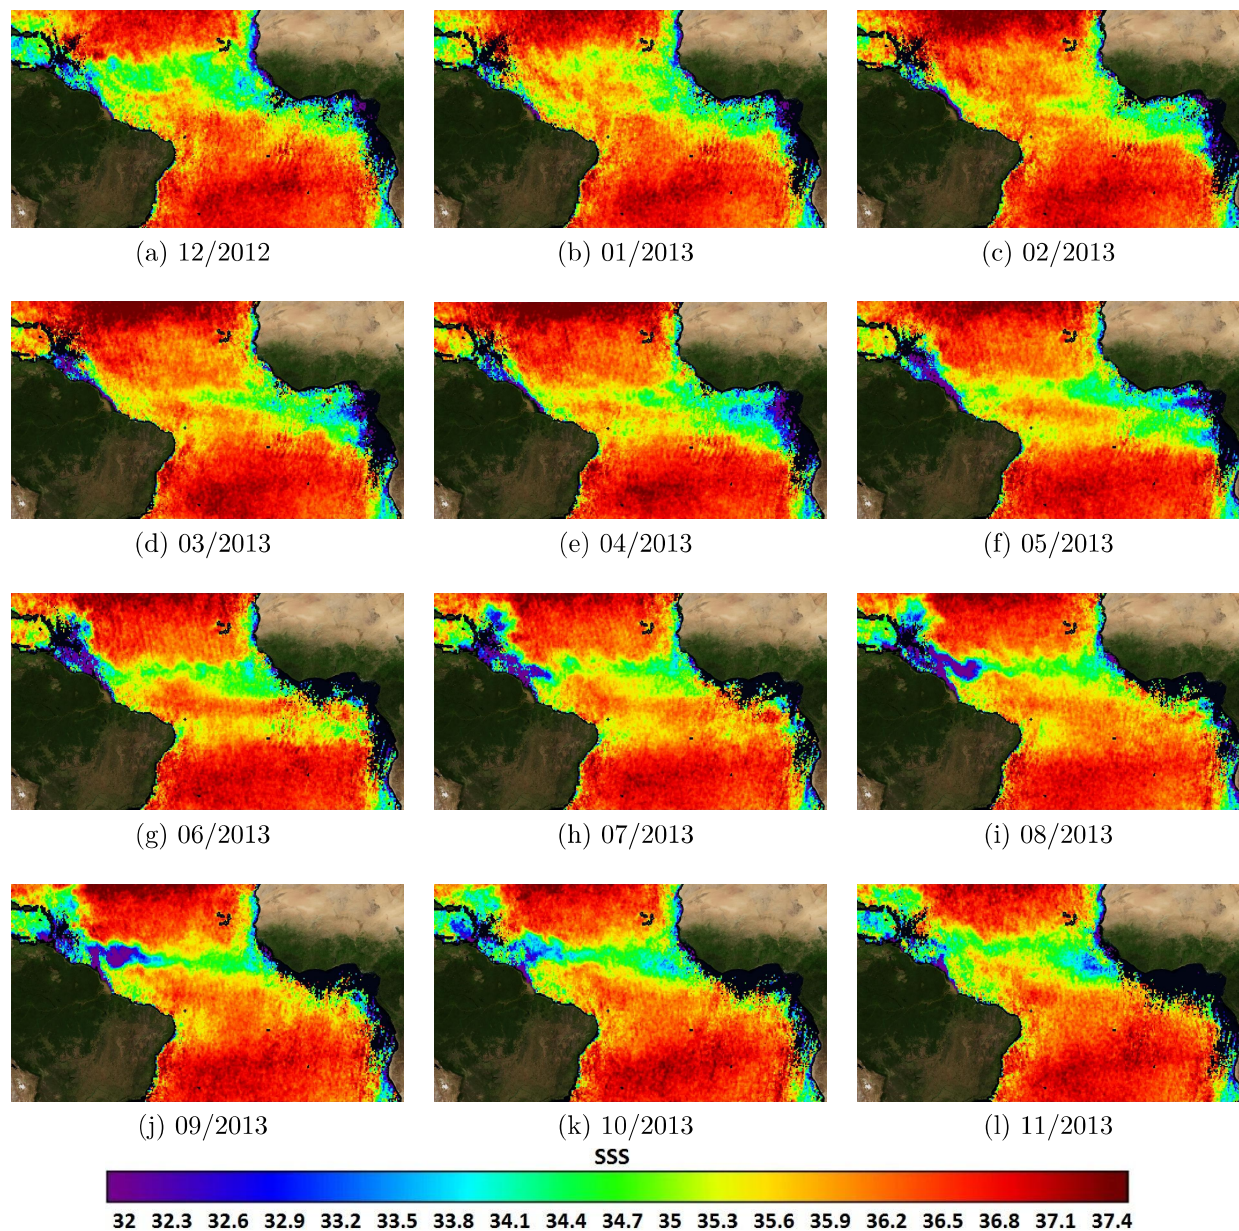 (a) 12/2012 (b) 01/2013 (c) 02/2013
(d) 03/2013 (e) 04/2013 (f) 05/2013
(g) 06/2013 (h) 07/2013 (i) 08/2013
(j) 09/2013 (k) 10/2013 (l) 11/2013
SSS
32 32.3 32.6 32.9 33.2 33.5 33.8 34.1 34.4 34.7 35 35.3 35.6 35.9 36.2 36.5 36.8 37.1 37.4